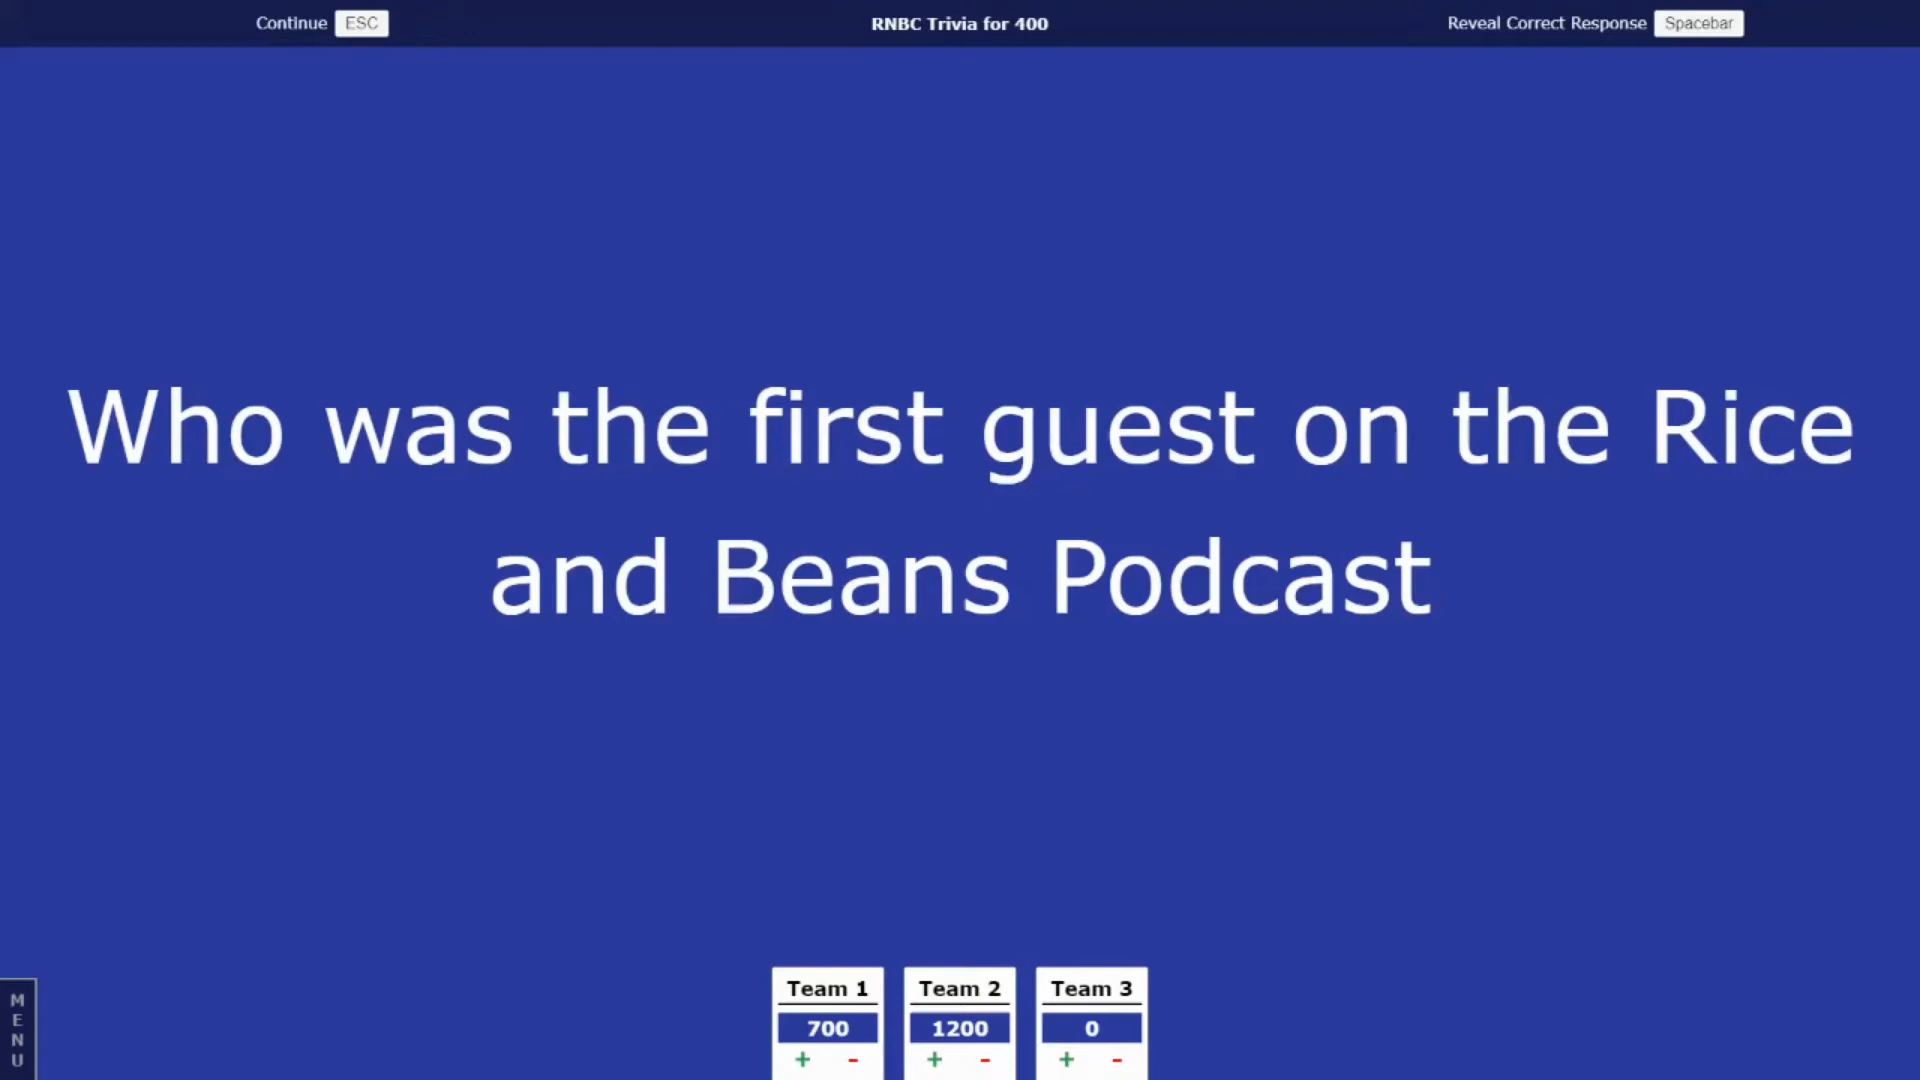 Continue ESC RNBC Trivia for 400 Reveal Correct Response Spacebar
Who was the first guest on the Rice
and Beans Podcast
MENU
Team 1 Team 2 Team 3
700 1200 0
+ - + - + -